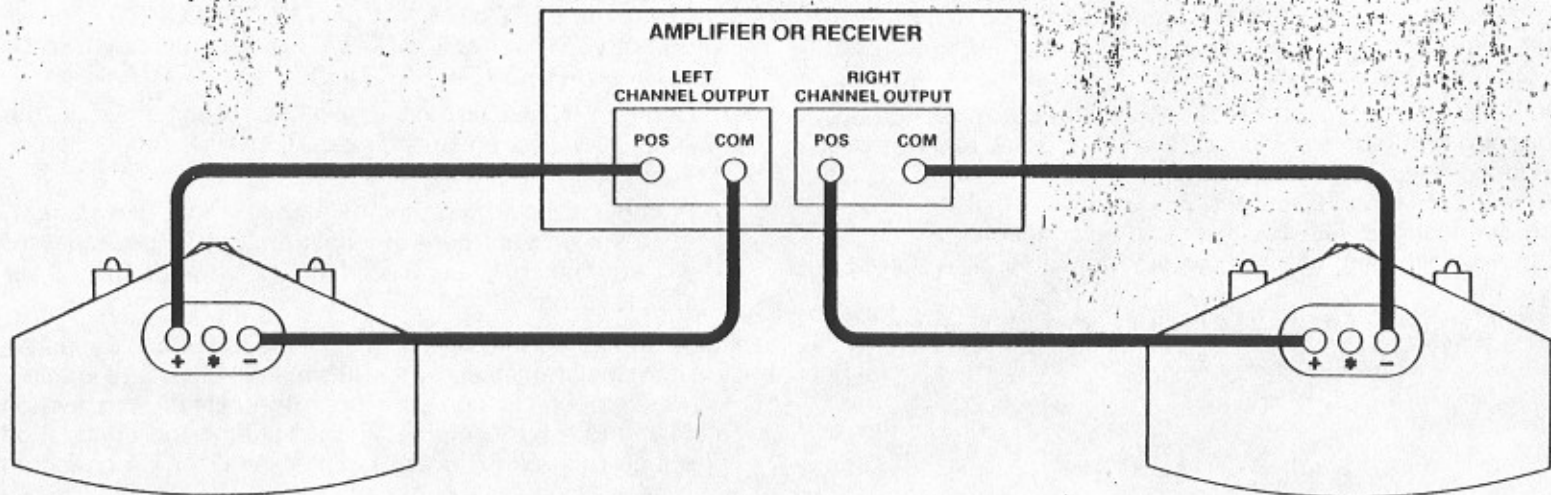 AMPLIFIER OR RECEIVER
LEFT
CHANNEL OUTPUT
RIGHT
CHANNEL OUTPUT
POS COM
POS COM
+ * −
+ * −